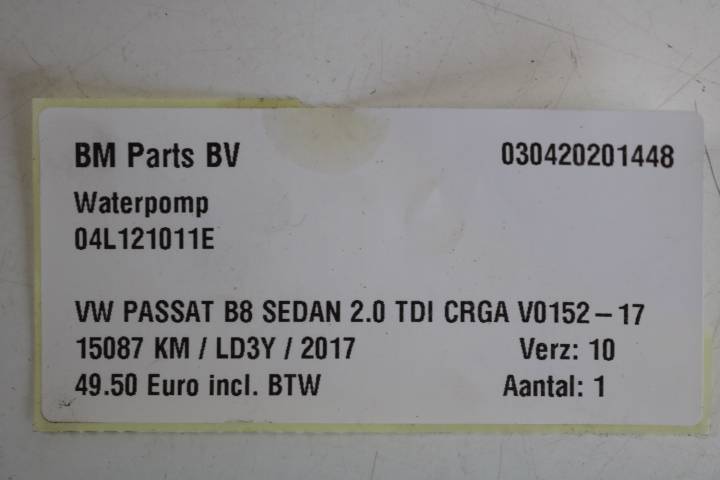 BM Parts BV 030420201448
Waterpomp
04L121011E
VW PASSAT B8 SEDAN 2.0 TDI CRGA V0152-17
15087 KM / LD3Y / 2017 Verz: 10
49.50 Euro incl. BTW Aantal: 1